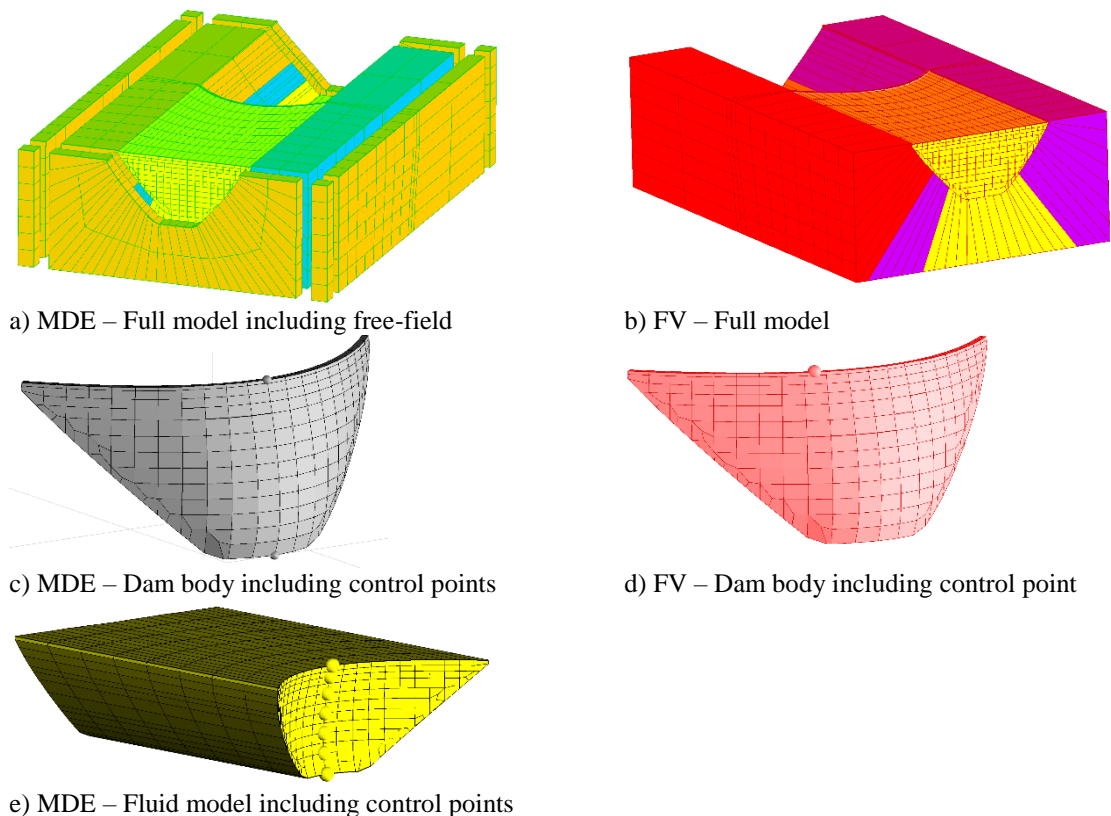 a) MDE – Full model including free-field
b) FV – Full model
c) MDE – Dam body including control points
d) FV – Dam body including control point
e) MDE – Fluid model including control points